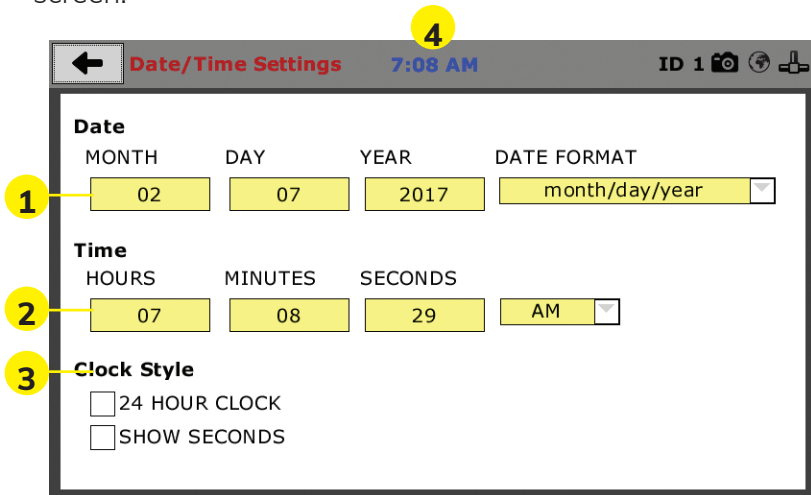 screen.
4
Date/Time Settings 7:08 AM ID 1
Date
MONTH DAY YEAR DATE FORMAT
1 02 07 2017 month/day/year
Time
HOURS MINUTES SECONDS
2 07 08 29 AM
3 Clock Style
24 HOUR CLOCK
SHOW SECONDS